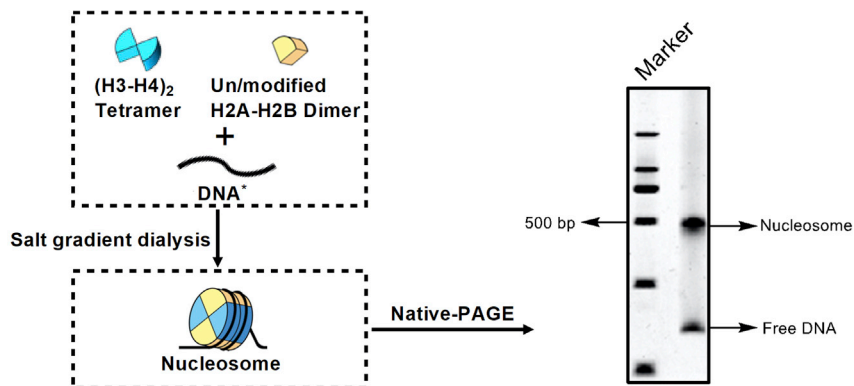 (H3-H4)₂
Tetramer
Un/modified
H2A-H2B Dimer
+
DNA*
Salt gradient dialysis
Nucleosome
Native-PAGE
Marker
500 bp
Nucleosome
Free DNA